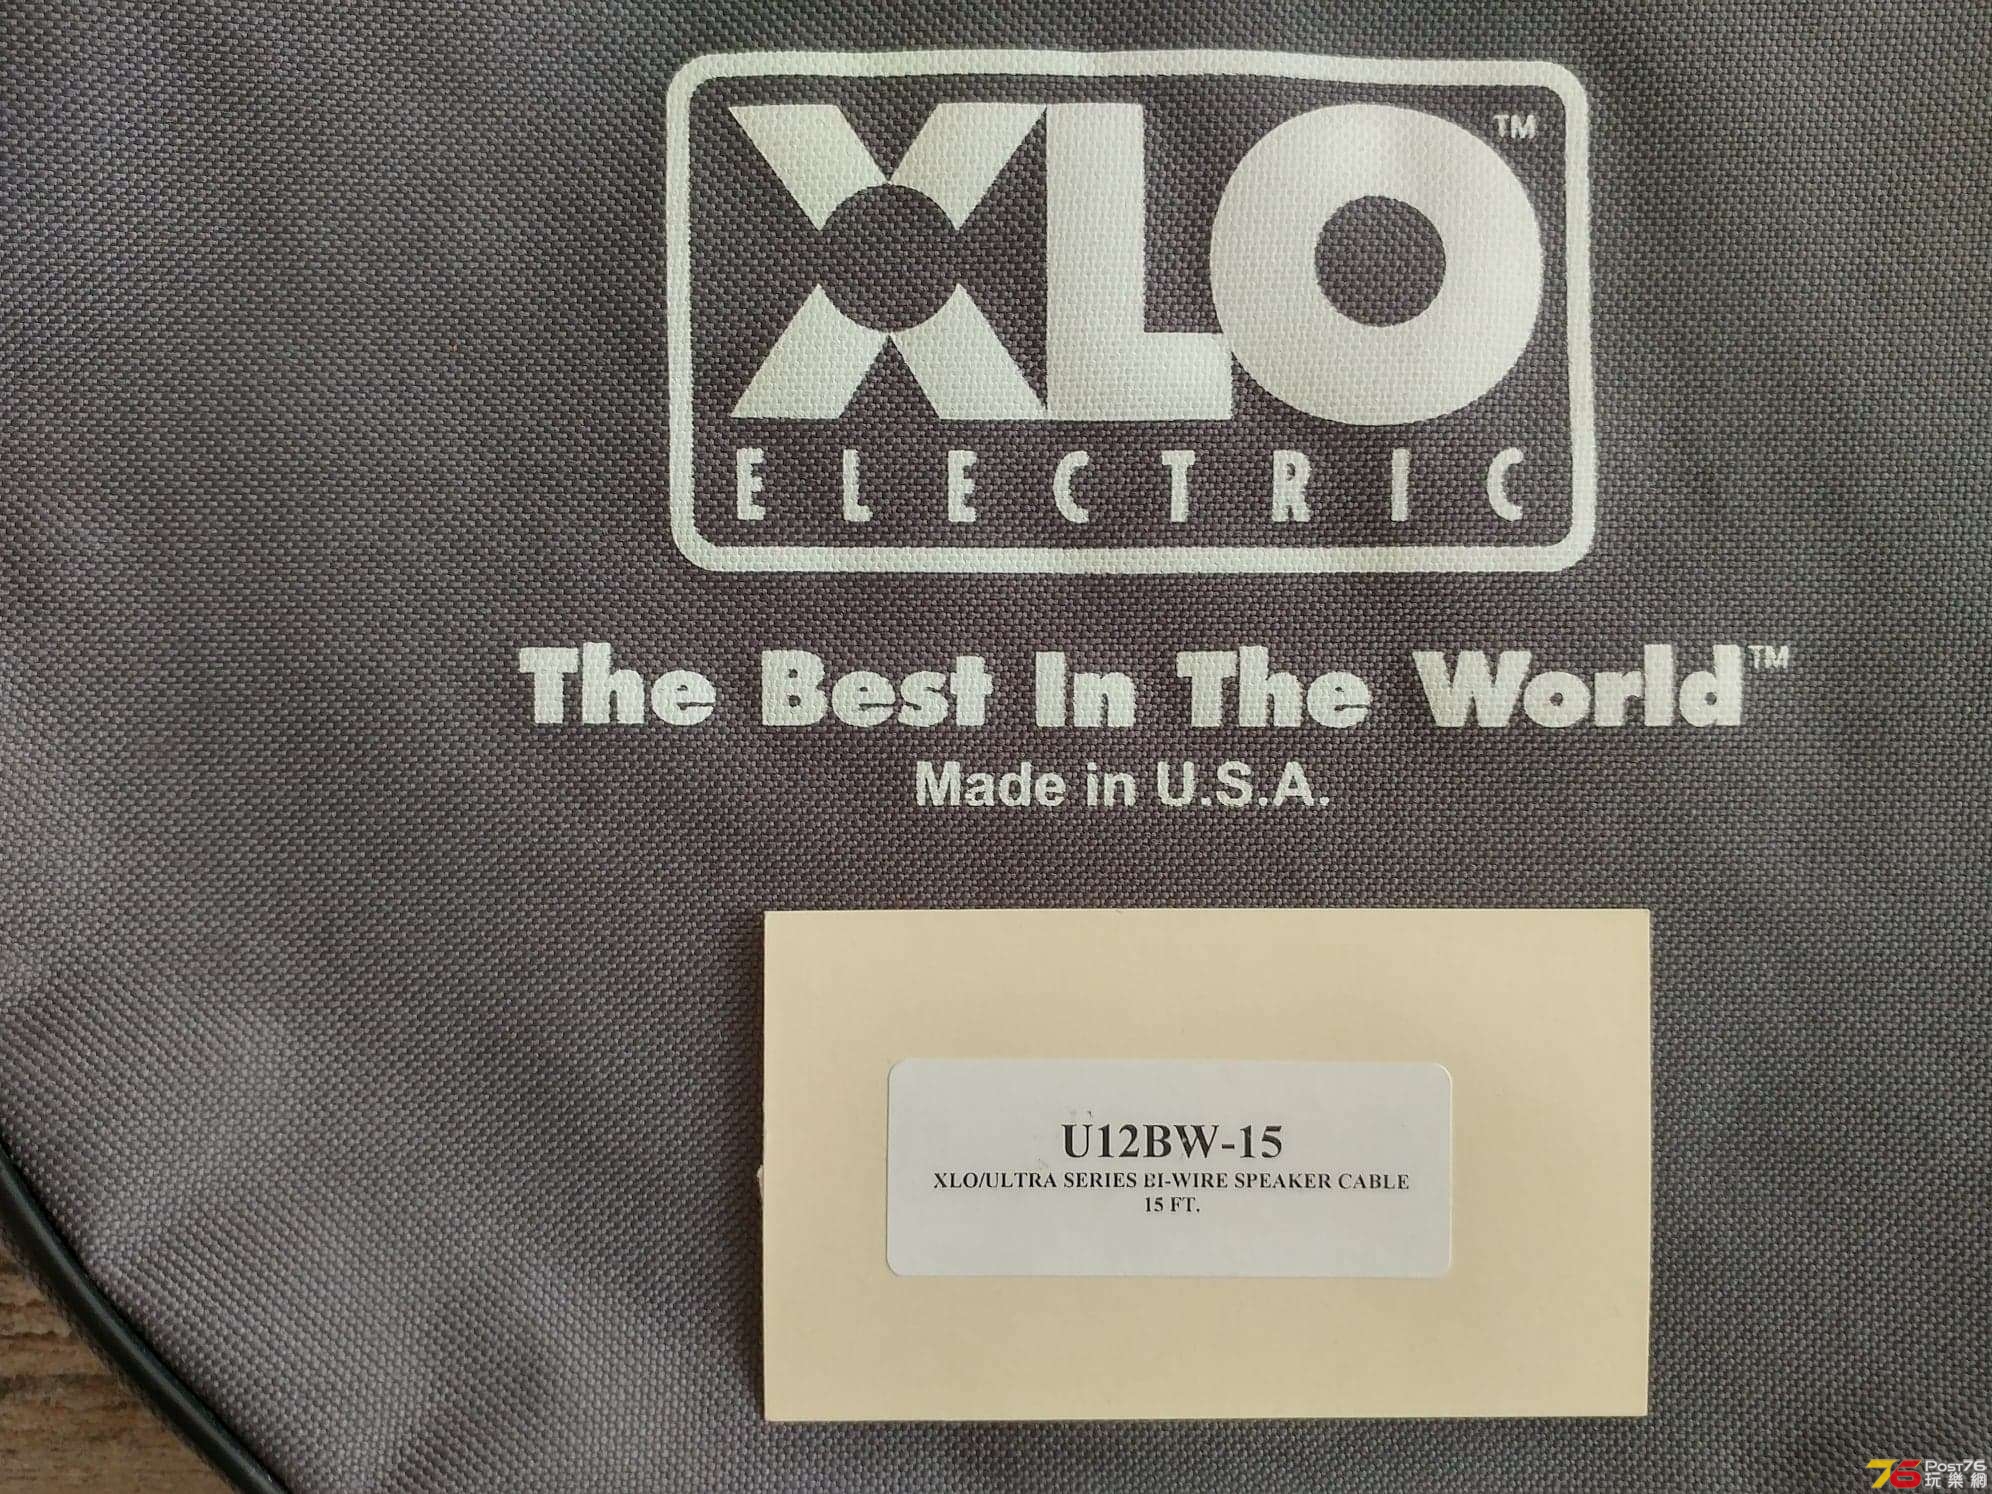 XLO™
ELECTRIC
The Best In The World™
Made in U.S.A.
U12BW-15
XLO/ULTRA SERIES BI-WIRE SPEAKER CABLE
15 FT.
76 Post76
玩樂網